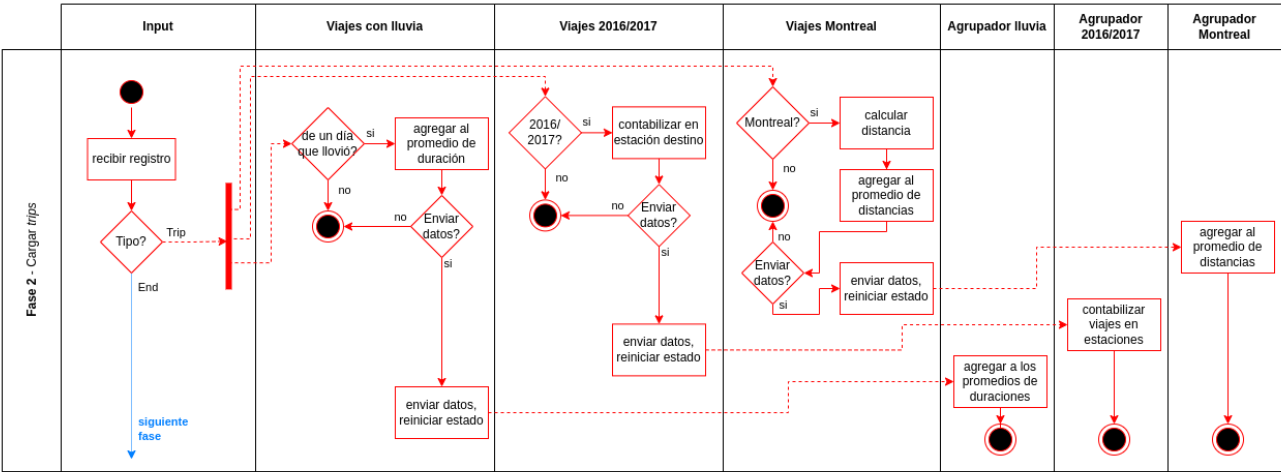 Input
Viajes con lluvia
Viajes 2016/2017
Viajes Montreal
Agrupador lluvia
Agrupador
2016/2017
Agrupador
Montreal
Fase 2 - Cargar trips
recibir registro
Tipo?
Trip
End
siguiente
fase
de un día
que llovió?
si
no
agregar al
promedio de
duración
Enviar
datos?
no
si
enviar datos,
reiniciar estado
2016/
2017?
si
no
contabilizar en
estación destino
Enviar
datos?
no
si
enviar datos,
reiniciar estado
Montreal?
si
no
calcular
distancia
agregar al
promedio de
distancias
no
Enviar
datos?
si
enviar datos,
reiniciar estado
agregar a los
promedios de
duraciones
contabilizar
viajes en
estaciones
agregar al
promedio de
distancias